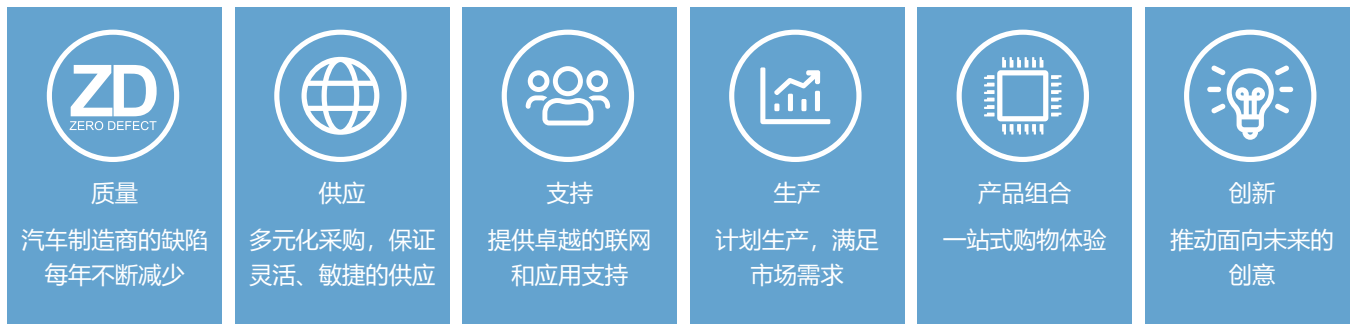 ZD
ZERO DEFECT
质量
汽车制造商的缺陷
每年不断减少
供应
多元化采购，保证
灵活、敏捷的供应
支持
提供卓越的联网
和应用支持
生产
计划生产，满足
市场需求
产品组合
一站式购物体验
创新
推动面向未来的
创意